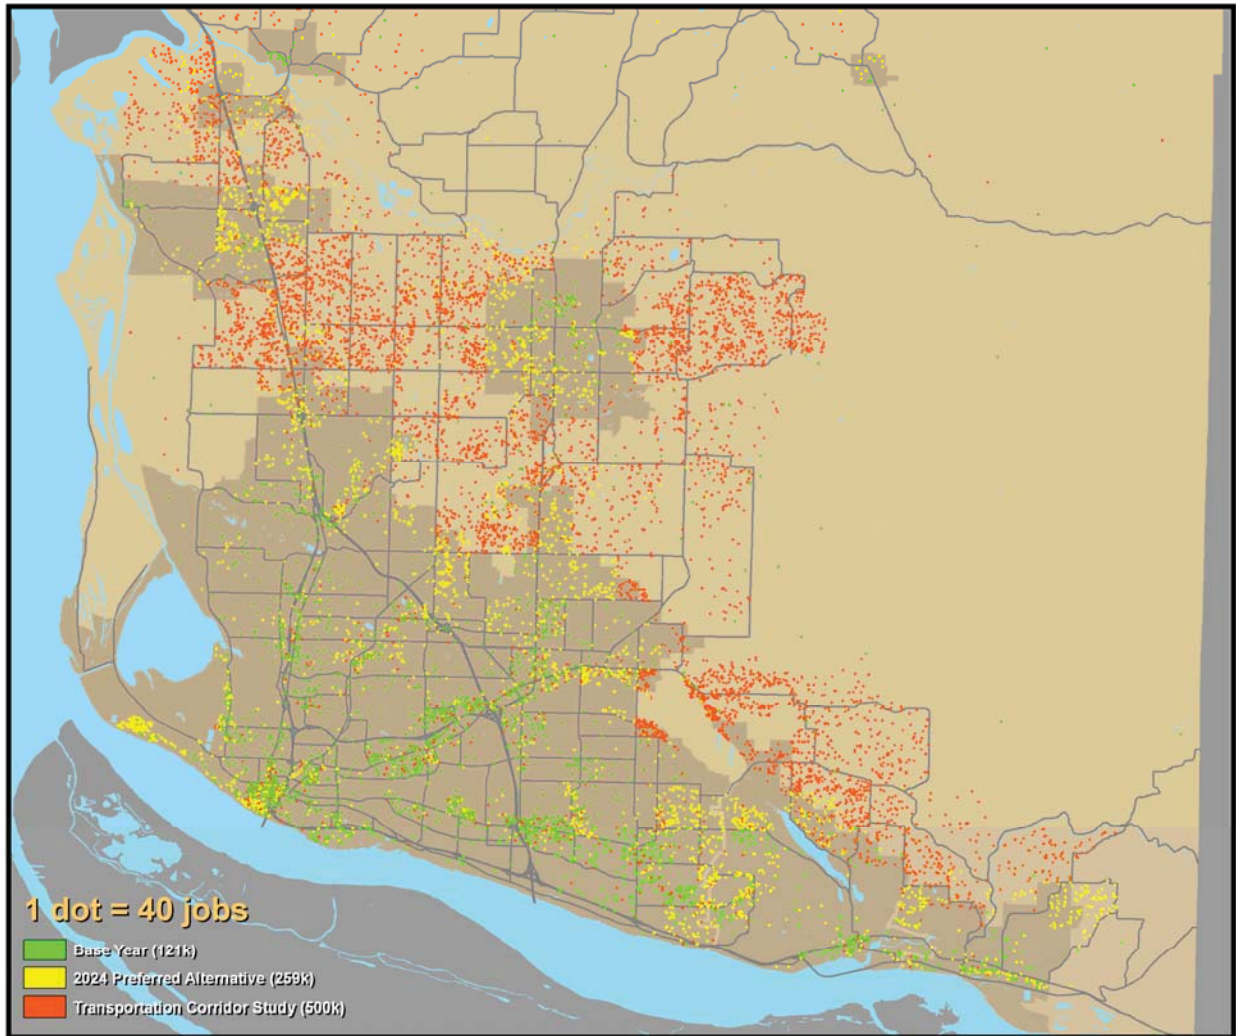 1 dot = 40 jobs
Base Year (121k)
2024 Preferred Alternative (259k)
Transportation Corridor Study (500k)